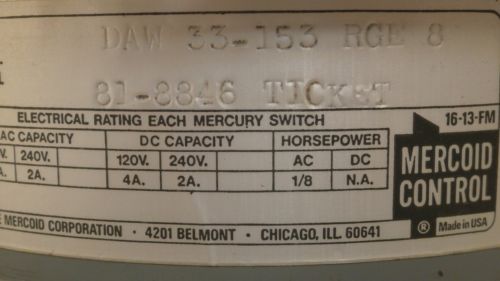 DAW 33-153 RGE 8
81-8846 TICKET
ELECTRICAL RATING EACH MERCURY SWITCH
16-13-FM
AC CAPACITY DC CAPACITY HORSEPOWER
V. 240V. 120V. 240V. AC DC
A. 2A. 4A. 2A. 1/8 N.A.
MERCOID
CONTROL
® Made in USA
MERCOID CORPORATION · 4201 BELMONT · CHICAGO, ILL. 60641